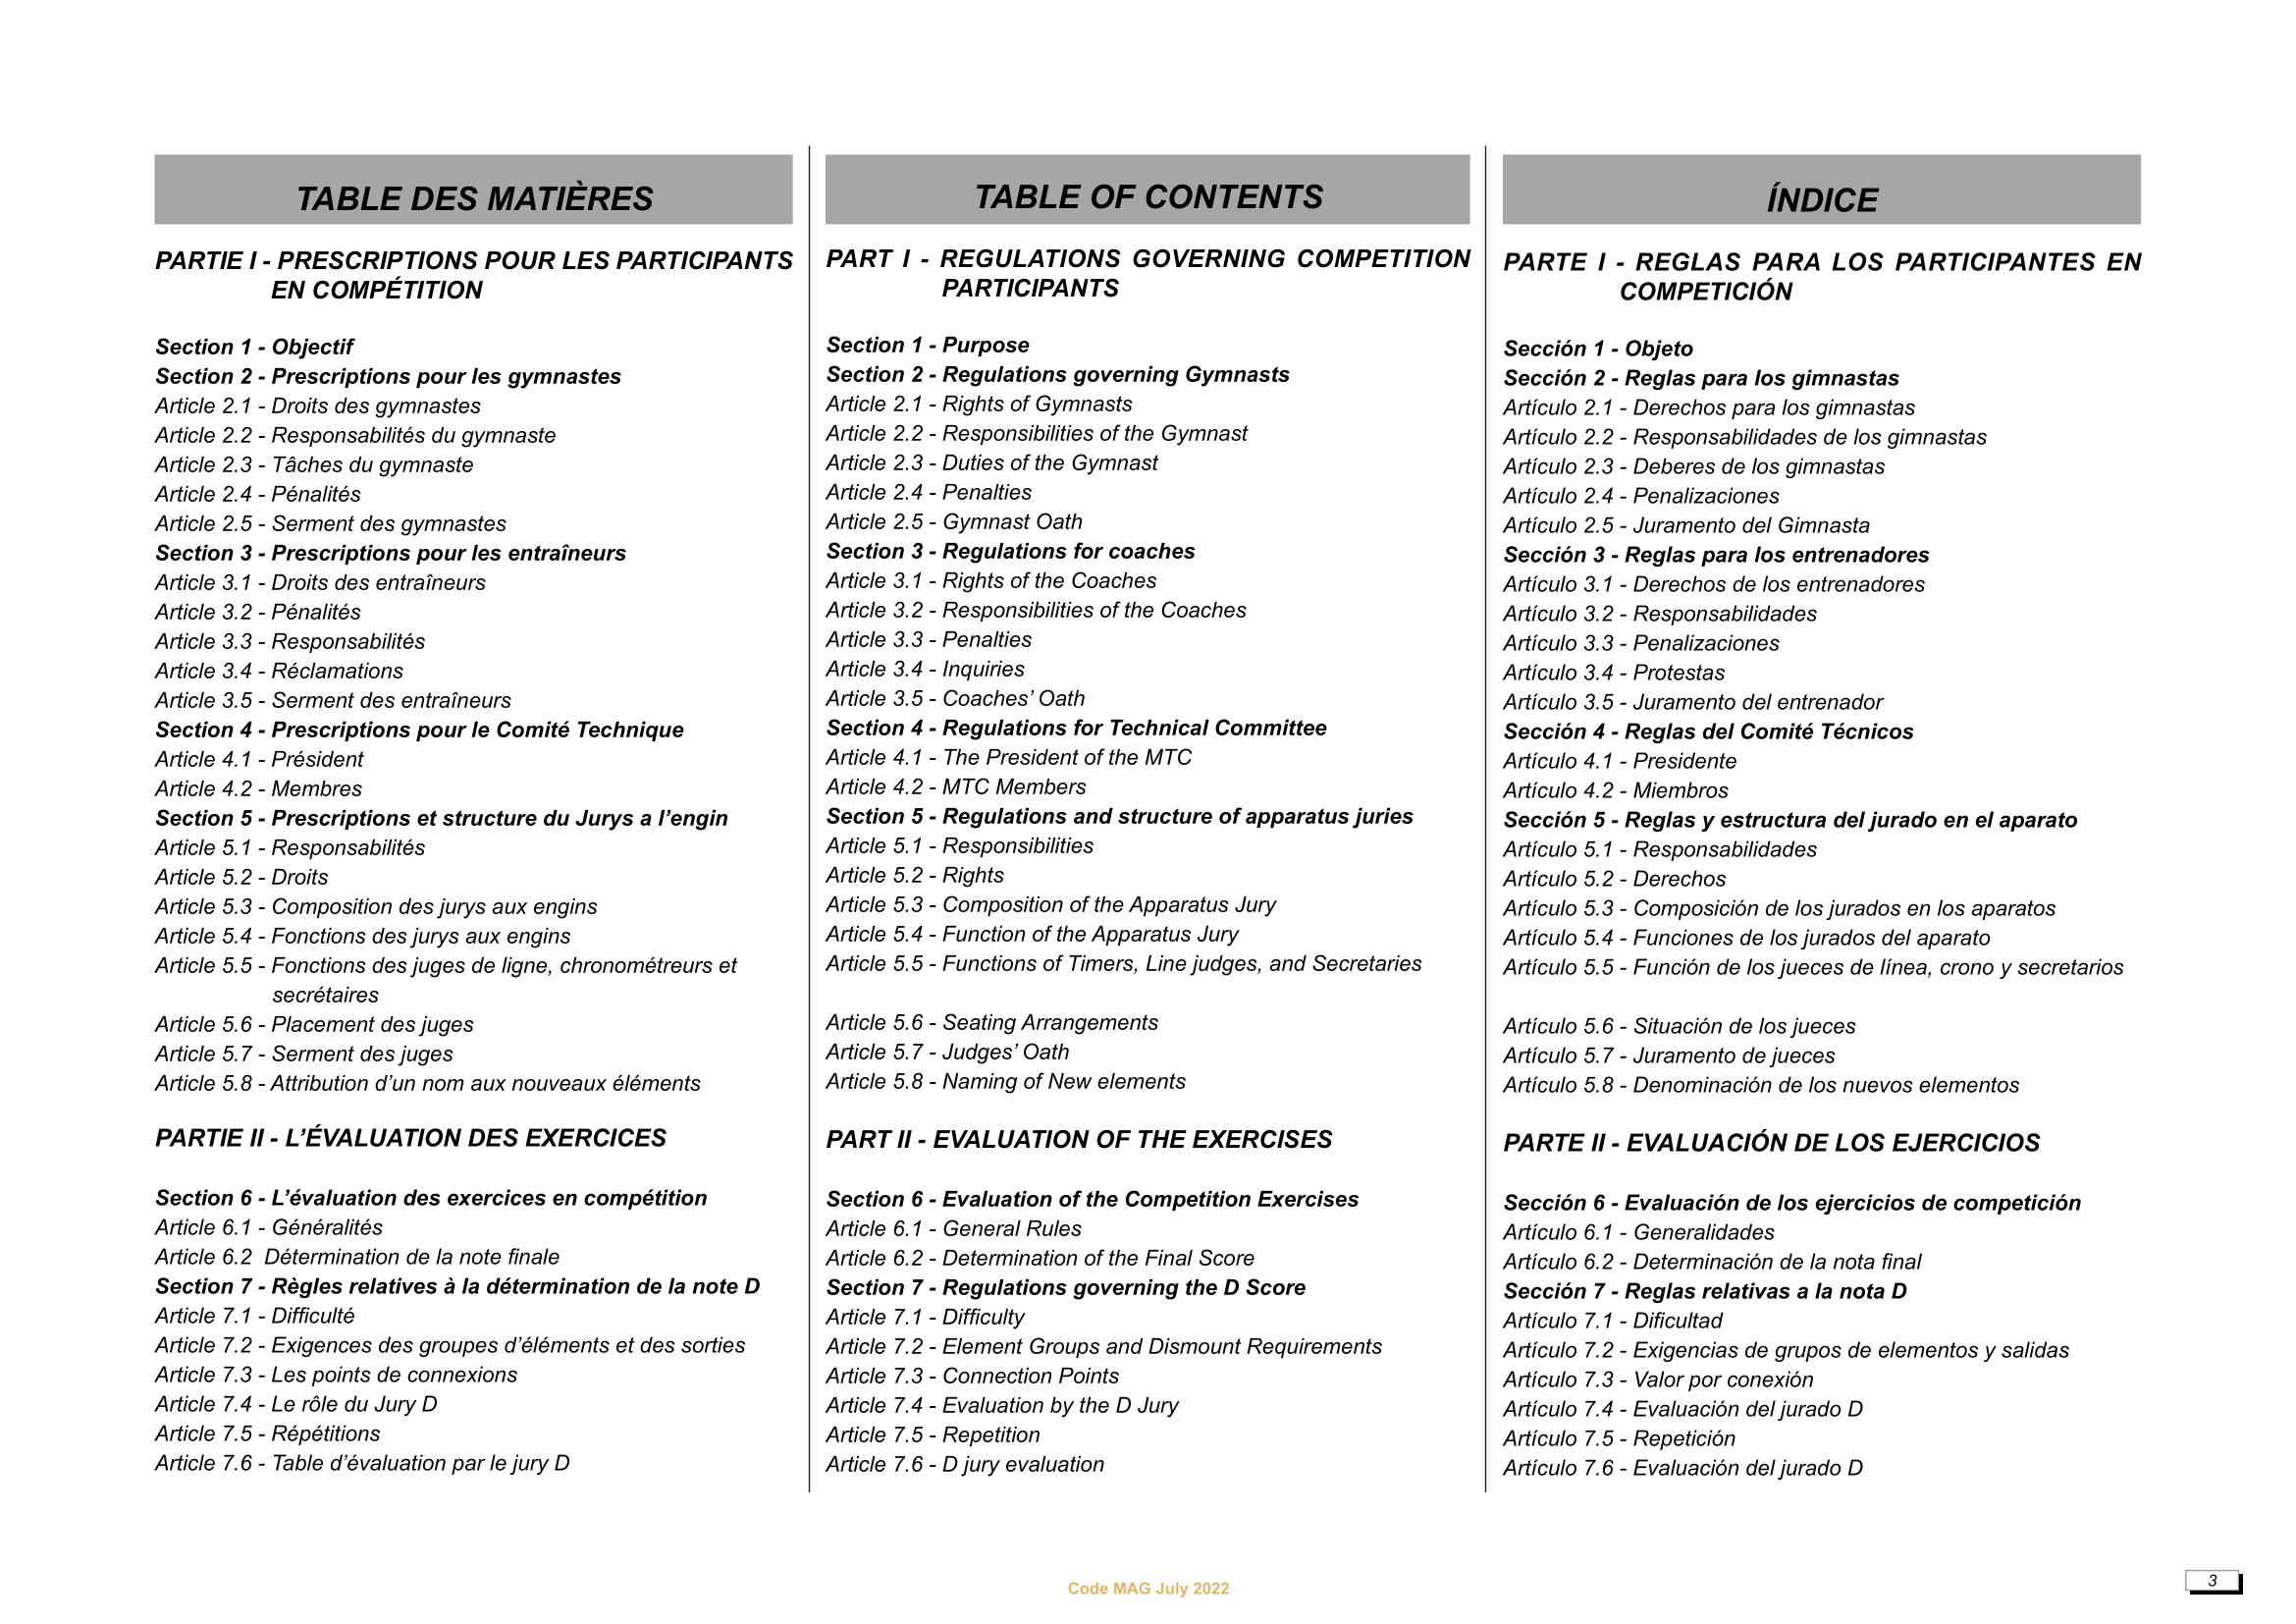 TABLE DES MATIÈRES
PARTIE I - PRESCRIPTIONS POUR LES PARTICIPANTS
EN COMPÉTITION
Section 1 - Objectif
Section 2 - Prescriptions pour les gymnastes
Article 2.1 - Droits des gymnastes
Article 2.2 - Responsabilités du gymnaste
Article 2.3 - Tâches du gymnaste
Article 2.4 - Pénalités
Article 2.5 - Serment des gymnastes
Section 3 - Prescriptions pour les entraîneurs
Article 3.1 - Droits des entraîneurs
Article 3.2 - Pénalités
Article 3.3 - Responsabilités
Article 3.4 - Réclamations
Article 3.5 - Serment des entraîneurs
Section 4 - Prescriptions pour le Comité Technique
Article 4.1 - Président
Article 4.2 - Membres
Section 5 - Prescriptions et structure du Jurys a l’engin
Article 5.1 - Responsabilités
Article 5.2 - Droits
Article 5.3 - Composition des jurys aux engins
Article 5.4 - Fonctions des jurys aux engins
Article 5.5 - Fonctions des juges de ligne, chronométreurs et
secrétaires
Article 5.6 - Placement des juges
Article 5.7 - Serment des juges
Article 5.8 - Attribution d’un nom aux nouveaux éléments
PARTIE II - L’ÉVALUATION DES EXERCICES
Section 6 - L’évaluation des exercices en compétition
Article 6.1 - Généralités
Article 6.2  Détermination de la note finale
Section 7 - Règles relatives à la détermination de la note D
Article 7.1 - Difficulté
Article 7.2 - Exigences des groupes d’éléments et des sorties
Article 7.3 - Les points de connexions
Article 7.4 - Le rôle du Jury D
Article 7.5 - Répétitions
Article 7.6 - Table d’évaluation par le jury D
TABLE OF CONTENTS
PART I - REGULATIONS GOVERNING COMPETITION
PARTICIPANTS
Section 1 - Purpose
Section 2 - Regulations governing Gymnasts
Article 2.1 - Rights of Gymnasts
Article 2.2 - Responsibilities of the Gymnast
Article 2.3 - Duties of the Gymnast
Article 2.4 - Penalties
Article 2.5 - Gymnast Oath
Section 3 - Regulations for coaches
Article 3.1 - Rights of the Coaches
Article 3.2 - Responsibilities of the Coaches
Article 3.3 - Penalties
Article 3.4 - Inquiries
Article 3.5 - Coaches’ Oath
Section 4 - Regulations for Technical Committee
Article 4.1 - The President of the MTC
Article 4.2 - MTC Members
Section 5 - Regulations and structure of apparatus juries
Article 5.1 - Responsibilities
Article 5.2 - Rights
Article 5.3 - Composition of the Apparatus Jury
Article 5.4 - Function of the Apparatus Jury
Article 5.5 - Functions of Timers, Line judges, and Secretaries
Article 5.6 - Seating Arrangements
Article 5.7 - Judges’ Oath
Article 5.8 - Naming of New elements
PART II - EVALUATION OF THE EXERCISES
Section 6 - Evaluation of the Competition Exercises
Article 6.1 - General Rules
Article 6.2 - Determination of the Final Score
Section 7 - Regulations governing the D Score
Article 7.1 - Difficulty
Article 7.2 - Element Groups and Dismount Requirements
Article 7.3 - Connection Points
Article 7.4 - Evaluation by the D Jury
Article 7.5 - Repetition
Article 7.6 - D jury evaluation
ÍNDICE
PARTE I - REGLAS PARA LOS PARTICIPANTES EN
COMPETICIÓN
Sección 1 - Objeto
Sección 2 - Reglas para los gimnastas
Artículo 2.1 - Derechos para los gimnastas
Artículo 2.2 - Responsabilidades de los gimnastas
Artículo 2.3 - Deberes de los gimnastas
Artículo 2.4 - Penalizaciones
Artículo 2.5 - Juramento del Gimnasta
Sección 3 - Reglas para los entrenadores
Artículo 3.1 - Derechos de los entrenadores
Artículo 3.2 - Responsabilidades
Artículo 3.3 - Penalizaciones
Artículo 3.4 - Protestas
Artículo 3.5 - Juramento del entrenador
Sección 4 - Reglas del Comité Técnicos
Artículo 4.1 - Presidente
Artículo 4.2 - Miembros
Sección 5 - Reglas y estructura del jurado en el aparato
Artículo 5.1 - Responsabilidades
Artículo 5.2 - Derechos
Artículo 5.3 - Composición de los jurados en los aparatos
Artículo 5.4 - Funciones de los jurados del aparato
Artículo 5.5 - Función de los jueces de línea, crono y secretarios
Artículo 5.6 - Situación de los jueces
Artículo 5.7 - Juramento de jueces
Artículo 5.8 - Denominación de los nuevos elementos
PARTE II - EVALUACIÓN DE LOS EJERCICIOS
Sección 6 - Evaluación de los ejercicios de competición
Artículo 6.1 - Generalidades
Artículo 6.2 - Determinación de la nota final
Sección 7 - Reglas relativas a la nota D
Artículo 7.1 - Dificultad
Artículo 7.2 - Exigencias de grupos de elementos y salidas
Artículo 7.3 - Valor por conexión
Artículo 7.4 - Evaluación del jurado D
Artículo 7.5 - Repetición
Artículo 7.6 - Evaluación del jurado D
Code MAG July 2022
3